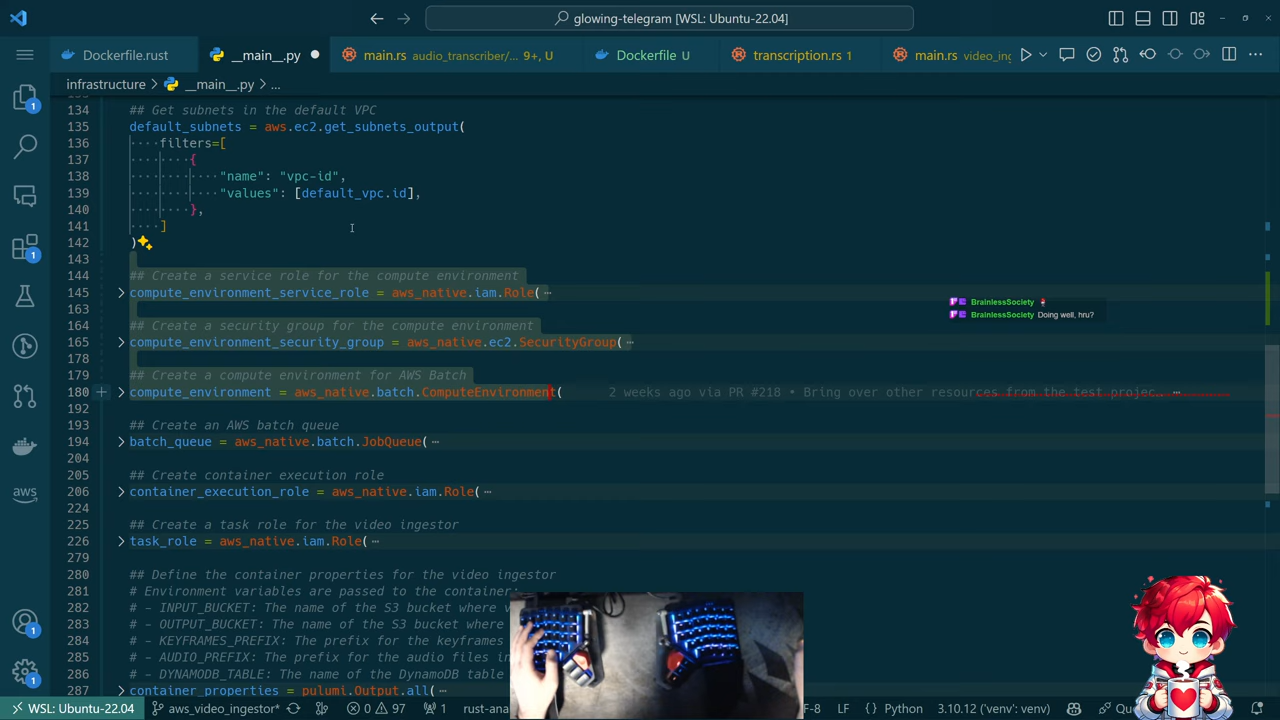 glowing-telegram [WSL: Ubuntu-22.04]
Dockerfile.rust
__main__.py
main.rs audio_transcriber/... 9+, U
Dockerfile U
transcription.rs 1
main.rs video_ing
infrastructure > __main__.py > ...
134 ## Get subnets in the default VPC
135 default_subnets = aws.ec2.get_subnets_output(
136 filters=[
137 {
138 "name": "vpc-id",
139 "values": [default_vpc.id],
140 },
141 ]
142 )
143
144 ## Create a service role for the compute environment
145 compute_environment_service_role = aws_native.iam.Role(
163
164 ## Create a security group for the compute environment
165 compute_environment_security_group = aws_native.ec2.SecurityGroup(
178
179 ## Create a compute environment for AWS Batch
180 compute_environment = aws_native.batch.ComputeEnvironment( 2 weeks ago via PR #218 • Bring over other resources from the test projec..
192
193 ## Create an AWS batch queue
194 batch_queue = aws_native.batch.JobQueue(
204
205 ## Create container execution role
206 container_execution_role = aws_native.iam.Role(
224
225 ## Create a task role for the video ingestor
226 task_role = aws_native.iam.Role(
279
280 ## Define the container properties for the video ingestor
281 # Environment variables are passed to the container:
282 # - INPUT_BUCKET: The name of the S3 bucket where v
283 # - OUTPUT_BUCKET: The name of the S3 bucket where
284 # - KEYFRAMES_PREFIX: The prefix for the keyframes
285 # - AUDIO_PREFIX: The prefix for the audio files in
286 # - DYNAMODB_TABLE: The name of the DynamoDB table
287 container_properties = pulumi.Output.all(
BrainlessSociety
BrainlessSociety Doing well, hru?
1
1
1
1
aws
WSL: Ubuntu-22.04
aws_video_ingestor*
0 97
1
rust-ana
F-8
LF
Python
3.10.12 ('venv': venv)